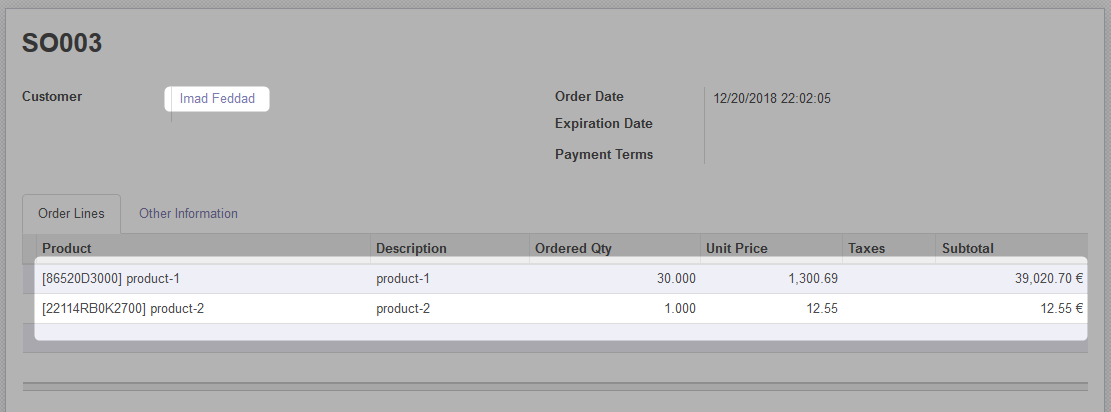 SO003
Customer Imad Feddad Order Date 12/20/2018 22:02:05
Expiration Date
Payment Terms
Order Lines Other Information
Product Description Ordered Qty Unit Price Taxes Subtotal
[86520D3000] product-1 product-1 30.000 1,300.69 39,020.70 €
[22114RB0K2700] product-2 product-2 1.000 12.55 12.55 €